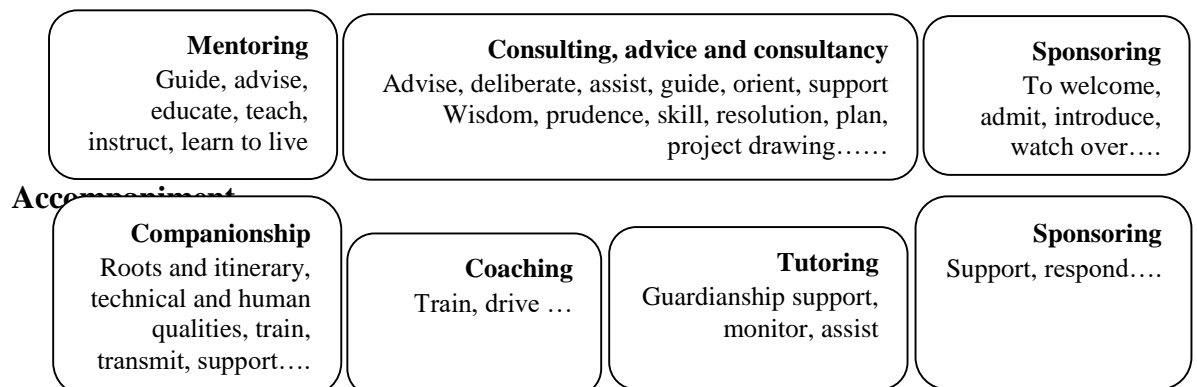 Mentoring
Guide, advise,
educate, teach,
instruct, learn to live
Consulting, advice and consultancy
Advise, deliberate, assist, guide, orient, support
Wisdom, prudence, skill, resolution, plan,
project drawing……
Sponsoring
To welcome,
admit, introduce,
watch over….
Accompaniment
Companionship
Roots and itinerary,
technical and human
qualities, train,
transmit, support….
Coaching
Train, drive …
Tutoring
Guardianship support,
monitor, assist
Sponsoring
Support, respond….